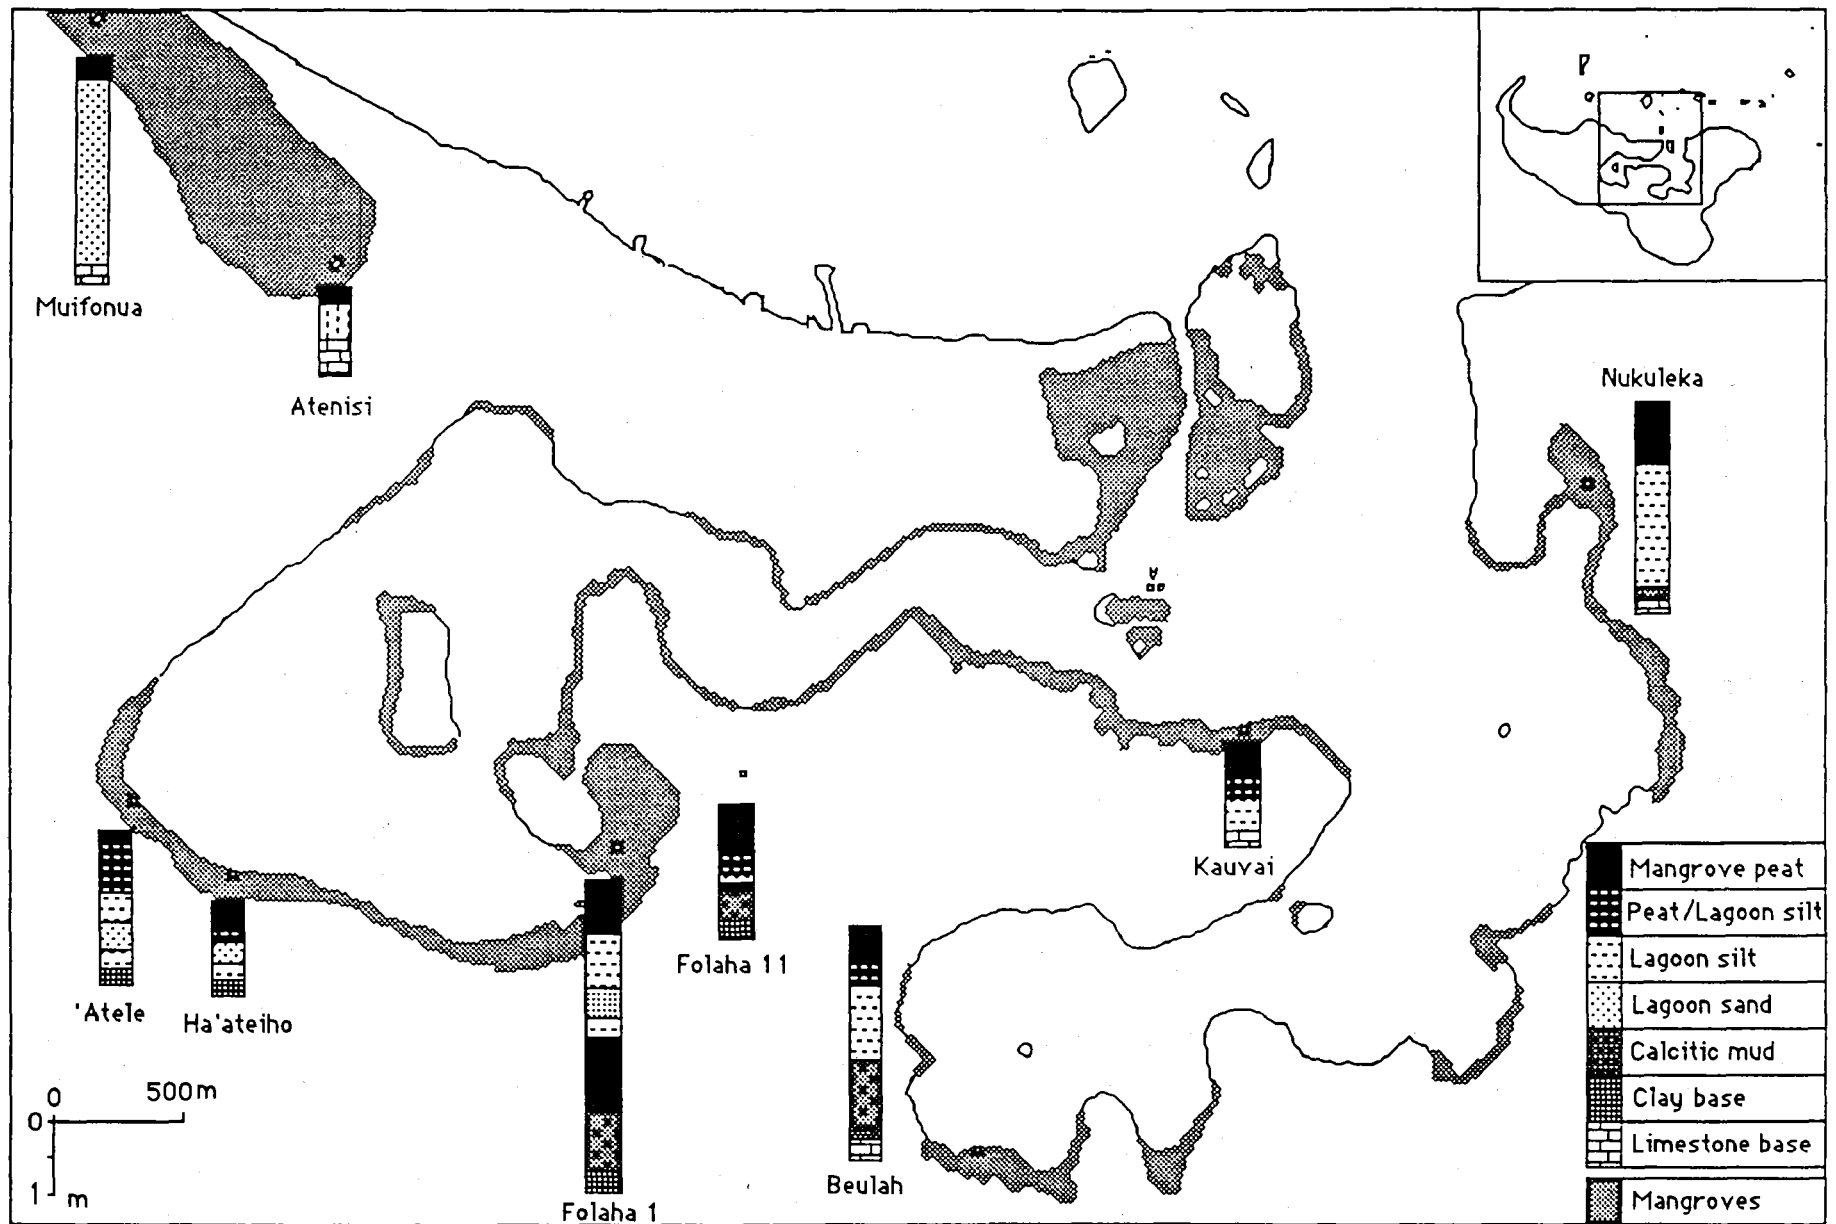 Muifonua
Atenisi
Nukuleka
Kauvai
Folaha 11
'Atele
Ha'ateiho
Beulah
Folaha 1
0 500m
0
1 m
Mangrove peat
Peat/Lagoon silt
Lagoon silt
Lagoon sand
Calcitic mud
Clay base
Limestone base
Mangroves